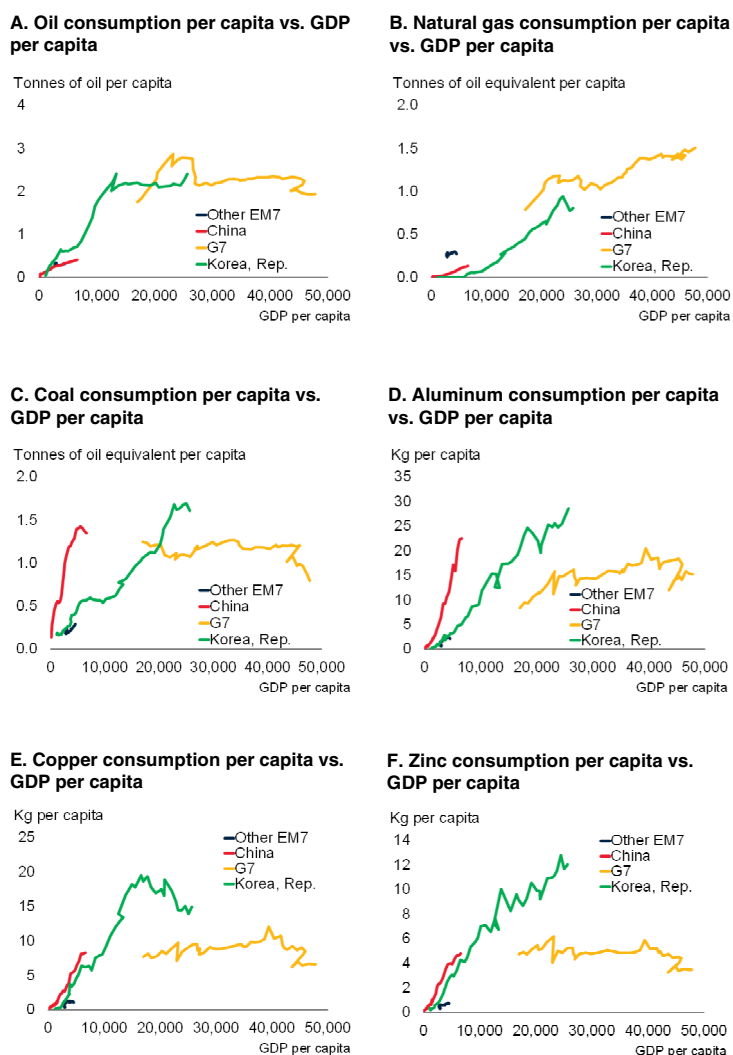 A. Oil consumption per capita vs. GDP
per capita
Tonnes of oil per capita
4
3
2
1
0
0 10,000 20,000 30,000 40,000 50,000
GDP per capita
Other EM7
China
G7
Korea, Rep.
B. Natural gas consumption per capita
vs. GDP per capita
Tonnes of oil equivalent per capita
2.0
1.5
1.0
0.5
0.0
0 10,000 20,000 30,000 40,000 50,000
GDP per capita
Other EM7
China
G7
Korea, Rep.
C. Coal consumption per capita vs.
GDP per capita
Tonnes of oil equivalent per capita
2.0
1.5
1.0
0.5
0.0
0 10,000 20,000 30,000 40,000 50,000
GDP per capita
Other EM7
China
G7
Korea, Rep.
D. Aluminum consumption per capita
vs. GDP per capita
Kg per capita
35
30
25
20
15
10
5
0
0 10,000 20,000 30,000 40,000 50,000
GDP per capita
Other EM7
China
G7
Korea, Rep.
E. Copper consumption per capita vs.
GDP per capita
Kg per capita
25
20
15
10
5
0
0 10,000 20,000 30,000 40,000 50,000
GDP per capita
Other EM7
China
G7
Korea, Rep.
F. Zinc consumption per capita vs.
GDP per capita
Kg per capita
14
12
10
8
6
4
2
0
0 10,000 20,000 30,000 40,000 50,000
GDP per capita
Other EM7
China
G7
Korea, Rep.